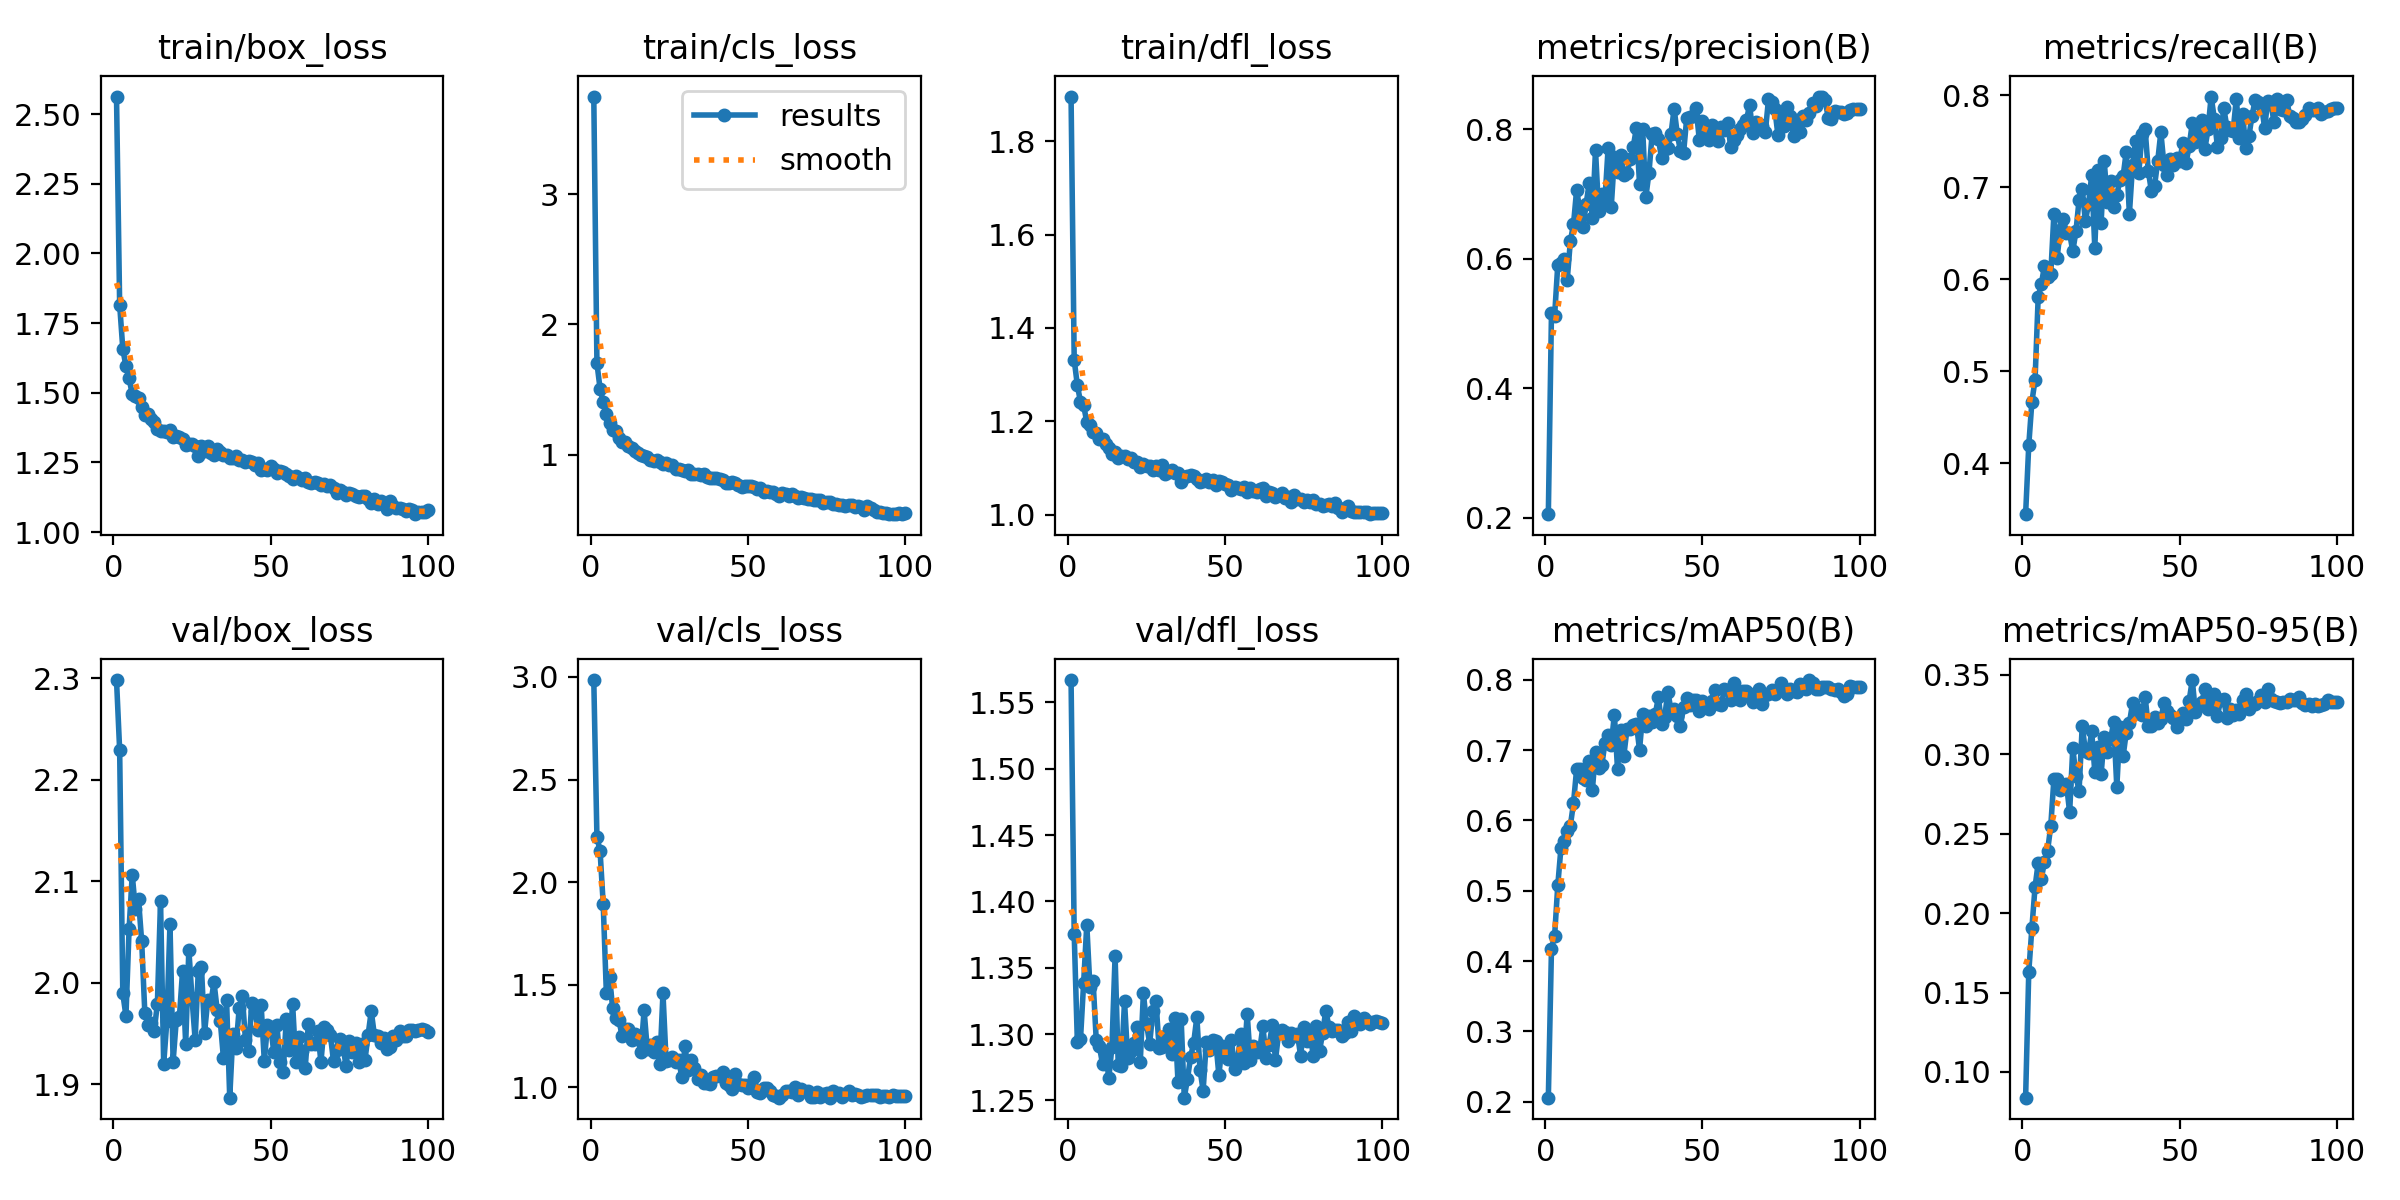 train/box_loss
2.50
2.25
2.00
1.75
1.50
1.25
1.00
0 50 100
train/cls_loss
results
smooth
3
2
1
0 50 100
train/dfl_loss
1.8
1.6
1.4
1.2
1.0
0 50 100
metrics/precision(B)
0.8
0.6
0.4
0.2
0 50 100
metrics/recall(B)
0.8
0.7
0.6
0.5
0.4
0 50 100
val/box_loss
2.3
2.2
2.1
2.0
1.9
0 50 100
val/cls_loss
3.0
2.5
2.0
1.5
1.0
0 50 100
val/dfl_loss
1.55
1.50
1.45
1.40
1.35
1.30
1.25
0 50 100
metrics/mAP50(B)
0.8
0.7
0.6
0.5
0.4
0.3
0.2
0 50 100
metrics/mAP50-95(B)
0.35
0.30
0.25
0.20
0.15
0.10
0 50 100